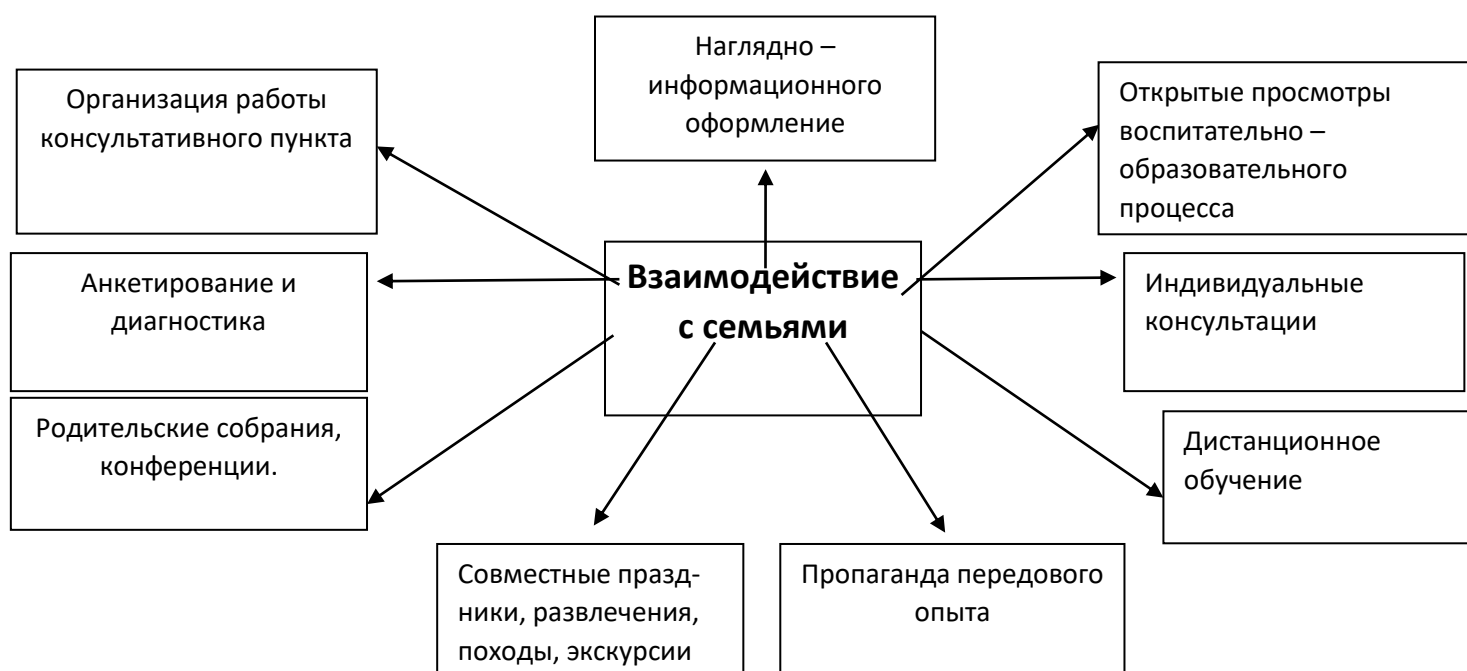 Наглядно –
информационного
оформление
Организация работы
консультативного пункта
Открытые просмотры
воспитательно –
образовательного
процесса
Взаимодействие
с семьями
Анкетирование и
диагностика
Индивидуальные
консультации
Родительские собрания,
конференции.
Дистанционное
обучение
Совместные празд-
ники, развлечения,
походы, экскурсии
Пропаганда передового
опыта